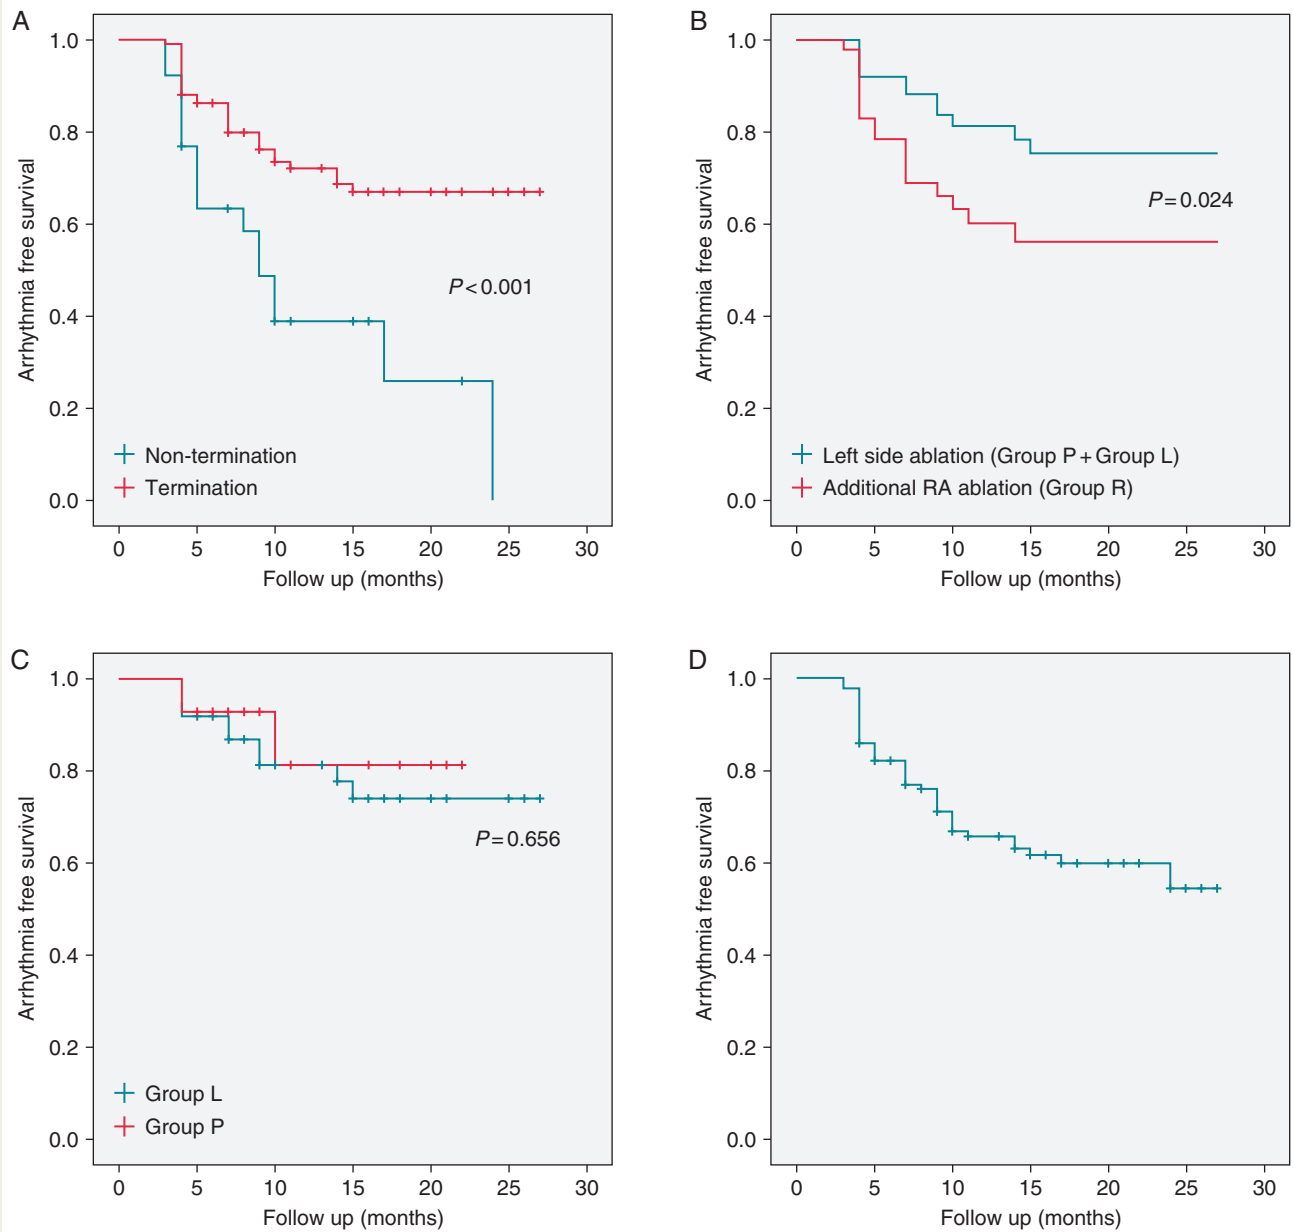 A
1.0
0.8
0.6
0.4
0.2
0.0
Arrhythmia free survival
P<0.001
Non-termination
Termination
0 5 10 15 20 25 30
Follow up (months)
B
1.0
0.8
0.6
0.4
0.2
0.0
Arrhythmia free survival
P=0.024
Left side ablation (Group P+Group L)
Additional RA ablation (Group R)
0 5 10 15 20 25 30
Follow up (months)
C
1.0
0.8
0.6
0.4
0.2
0.0
Arrhythmia free survival
P=0.656
Group L
Group P
0 5 10 15 20 25 30
Follow up (months)
D
1.0
0.8
0.6
0.4
0.2
0.0
Arrhythmia free survival
0 5 10 15 20 25 30
Follow up (months)